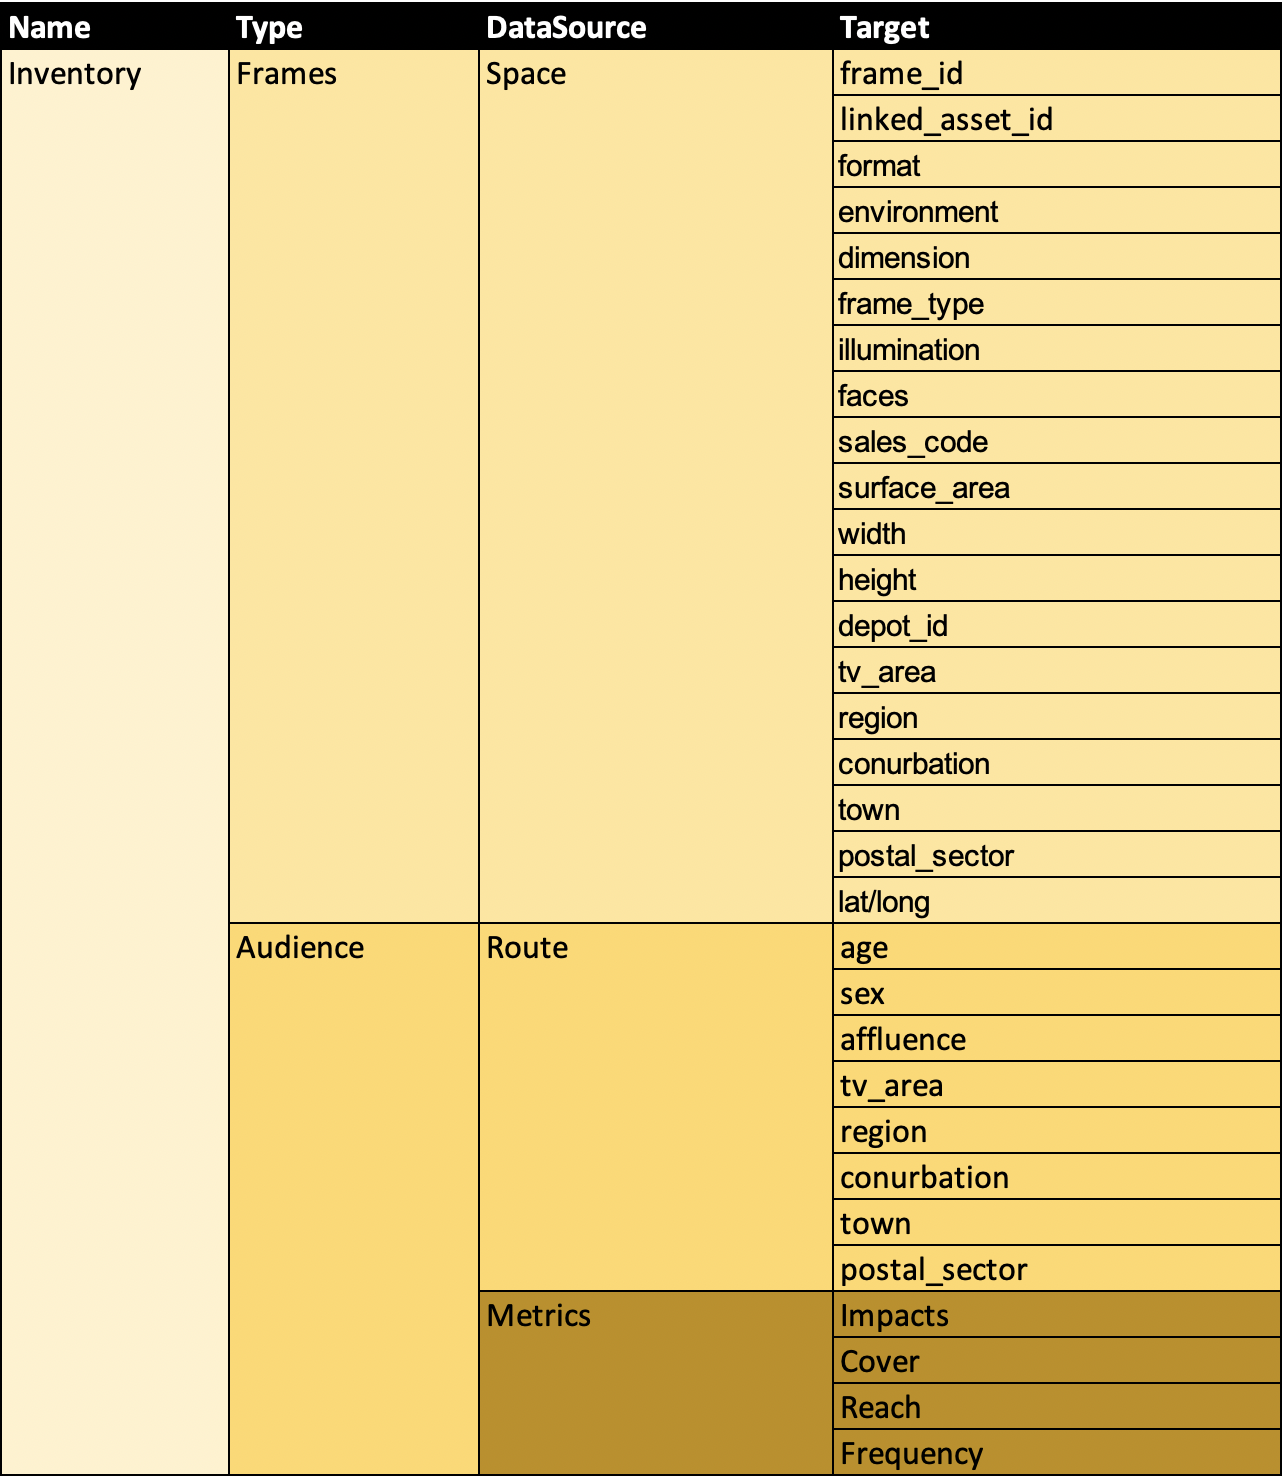 Name Type DataSource Target
Inventory Frames Space frame_id
linked_asset_id
format
environment
dimension
frame_type
illumination
faces
sales_code
surface_area
width
height
depot_id
tv_area
region
conurbation
town
postal_sector
lat/long
Audience Route age
sex
affluence
tv_area
region
conurbation
town
postal_sector
Metrics Impacts
Cover
Reach
Frequency